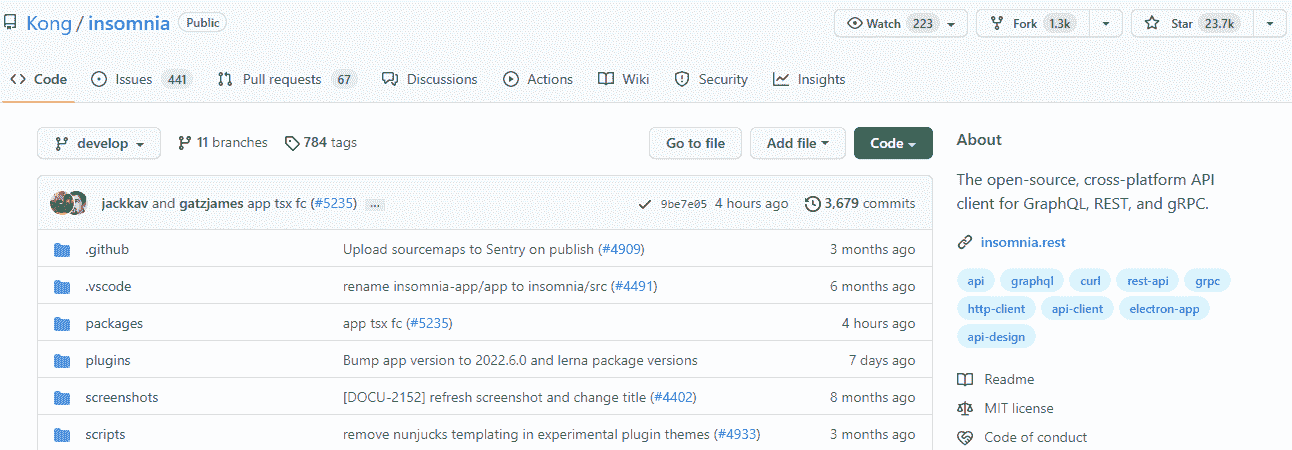 Kong / insomnia Public Watch 223 Fork 1.3k Star 23.7k
Code Issues 441 Pull requests 67 Discussions Actions Wiki Security Insights
develop 11 branches 784 tags Go to file Add file Code
jackkav and gatzjames app tsx fc (#5235) ... 9be7e05 4 hours ago 3,679 commits
.github Upload sourcemaps to Sentry on publish (#4909) 3 months ago
.vscode rename insomnia-app/app to insomnia/src (#4491) 6 months ago
packages app tsx fc (#5235) 4 hours ago
plugins Bump app version to 2022.6.0 and lerna package versions 7 days ago
screenshots [DOCU-2152] refresh screenshot and change title (#4402) 8 months ago
scripts remove nunjucks templating in experimental plugin themes (#4933) 3 months ago
About
The open-source, cross-platform API
client for GraphQL, REST, and gRPC.
insomnia.rest
api graphql curl rest-api grpc
http-client api-client electron-app
api-design
Readme
MIT license
Code of conduct